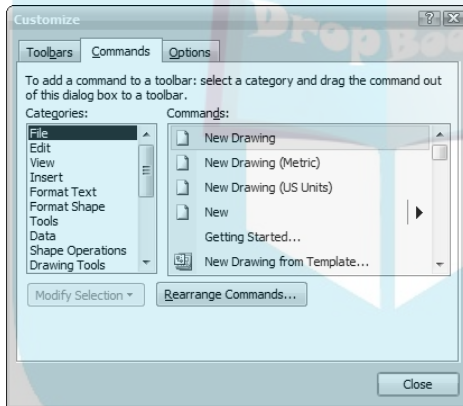 Customize
Toolbars Commands Options
To add a command to a toolbar: select a category and drag the command out
of this dialog box to a toolbar.
Categories: Commands:
File
Edit
View
Insert
Format Text
Format Shape
Tools
Data
Shape Operations
Drawing Tools
New Drawing
New Drawing (Metric)
New Drawing (US Units)
New
Getting Started...
New Drawing from Template...
Modify Selection Rearrange Commands...
Close